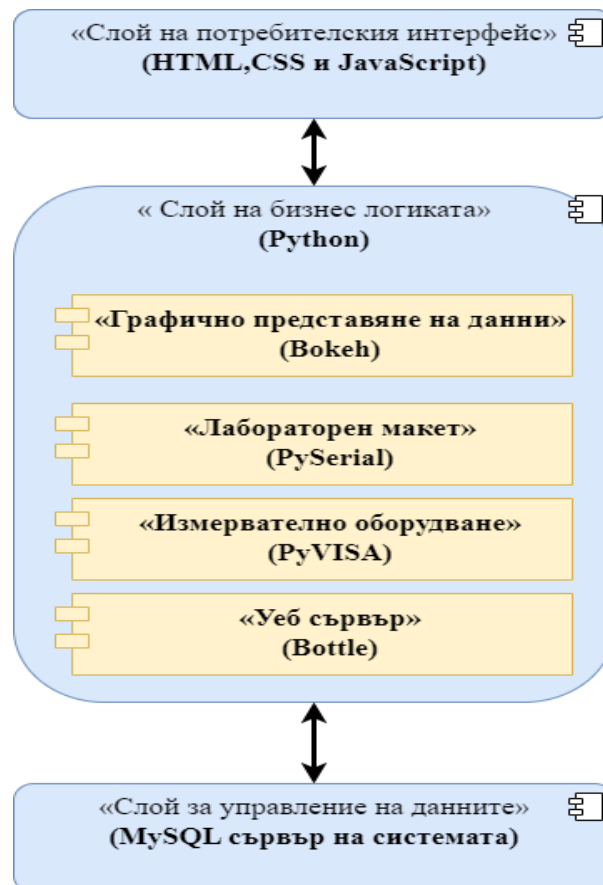 «Слой на потребителския интерфейс»
(HTML,CSS и JavaScript)
« Слой на бизнес логиката»
(Python)
«Графично представяне на данни»
(Bokeh)
«Лабораторен макет»
(PySerial)
«Измервателно оборудване»
(PyVISA)
«Уеб сървър»
(Bottle)
«Слой за управление на данните»
(MySQL сървър на системата)